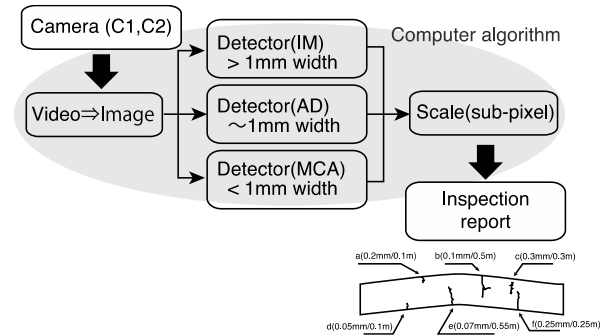 Camera (C1,C2)
Computer algorithm
Video⇒Image
Detector(IM)
> 1mm width
Detector(AD)
～1mm width
Detector(MCA)
< 1mm width
Scale(sub-pixel)
Inspection
report
a(0.2mm/0.1m)
b(0.1mm/0.5m)
c(0.3mm/0.3m)
d(0.05mm/0.1m)
e(0.07mm/0.55m)
f(0.25mm/0.25m)